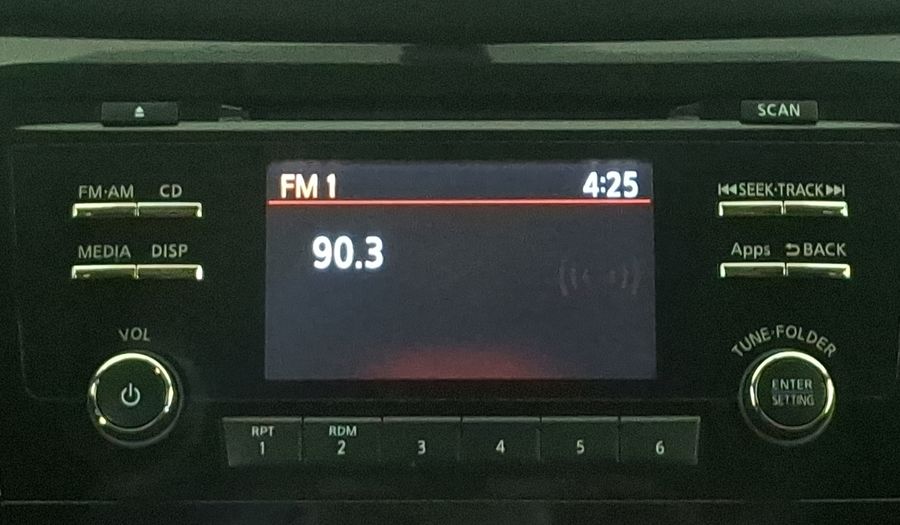 SCAN
FM·AM CD
FM 1 4:25
SEEK·TRACK
MEDIA DISP
90.3
Apps BACK
VOL
TUNE·FOLDER
ENTER
SETTING
RPT RDM
1 2 3 4 5 6